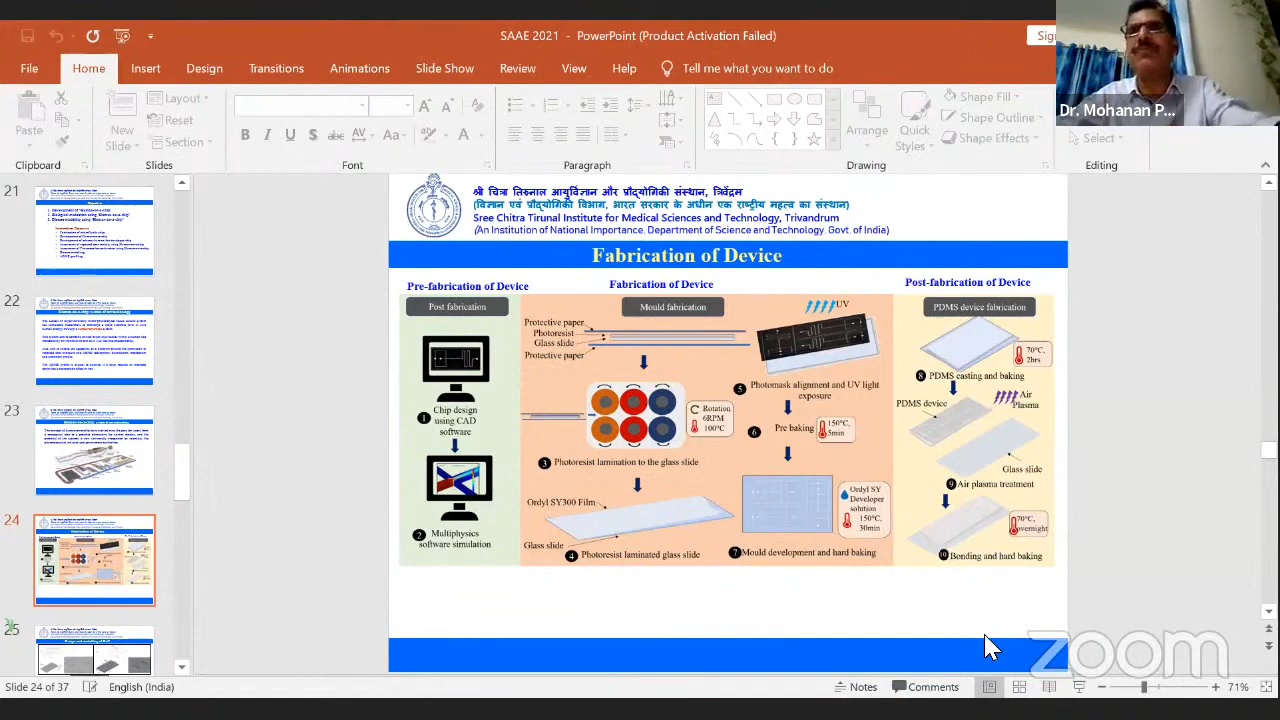 SAAE 2021 - PowerPoint (Product Activation Failed)
Sig
File Home Insert Design Transitions Animations Slide Show Review View Help Tell me what you want to do
Paste
Clipboard
New Slide
Layout
Reset
Section
Slides
Font
Paragraph
Arrange
Quick Styles
Shape Fill
Shape Outline
Shape Effects
Drawing
Select
Editing
Dr. Mohanan P...
21
22
23
24
25
श्री चित्रा तिरुनाल आयुर्विज्ञान और प्रौद्योगिकी संस्थान, त्रिवेंद्रम
(विज्ञान एवं प्रौद्योगिकी विभाग, भारत सरकार के अधीन एक राष्ट्रीय महत्व का संस्थान)
Sree Chitra Tirunal Institute for Medical Sciences and Technology, Trivandrum
(An Institution of National Importance, Department of Science and Technology, Govt. of India)
Fabrication of Device
Pre-fabrication of Device
Post fabrication
1 Chip design
using CAD
software
2 Multiphysics
software simulation
Fabrication of Device
Mould fabrication
Protective paper
Photoresist
Glass slide
Protective paper
Rotation
6RPM
100°C
3 Photoresist lamination to the glass slide
Ordyl SY300 Film
Glass slide
4 Photoresist laminated glass slide
UV
5 Photomask alignment and UV light
exposure
6 Pre baking
150°C,
5min
Ordyl SY
Developer
solution
150°C,
30min
7 Mould development and hard baking
Post-fabrication of Device
PDMS device fabrication
70°C,
2hrs
8 PDMS casting and baking
PDMS device
Air
Plasma
Glass slide
9 Air plasma treatment
70°C,
overnight
10 Bonding and hard baking
zoom
Slide 24 of 37
English (India)
Notes
Comments
71%